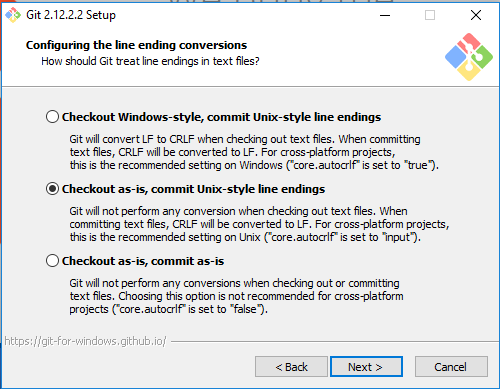 Git 2.12.2.2 Setup
Configuring the line ending conversions
How should Git treat line endings in text files?
Checkout Windows-style, commit Unix-style line endings
Git will convert LF to CRLF when checking out text files. When committing
text files, CRLF will be converted to LF. For cross-platform projects,
this is the recommended setting on Windows ("core.autocrlf" is set to "true").
Checkout as-is, commit Unix-style line endings
Git will not perform any conversion when checking out text files. When
committing text files, CRLF will be converted to LF. For cross-platform projects,
this is the recommended setting on Unix ("core.autocrlf" is set to "input").
Checkout as-is, commit as-is
Git will not perform any conversions when checking out or committing
text files. Choosing this option is not recommended for cross-platform
projects ("core.autocrlf" is set to "false").
https://git-for-windows.github.io/
< Back
Next >
Cancel